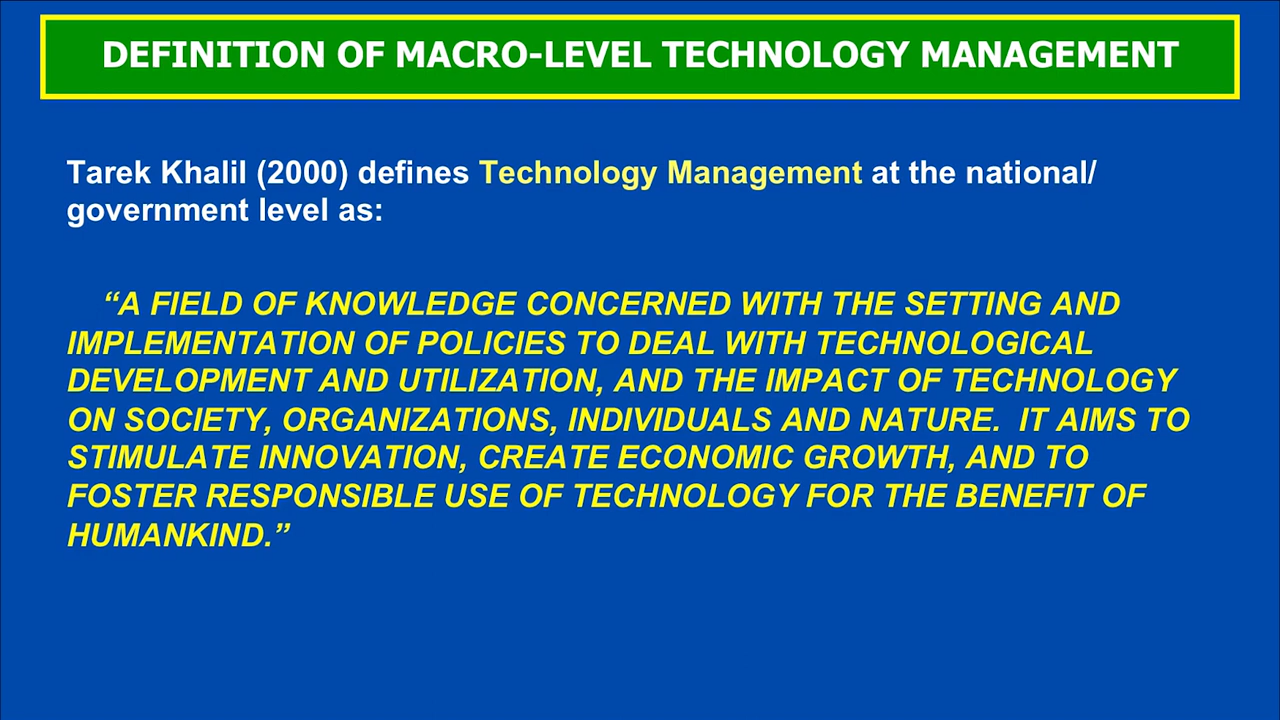 DEFINITION OF MACRO-LEVEL TECHNOLOGY MANAGEMENT
Tarek Khalil (2000) defines Technology Management at the national/
government level as:
“A FIELD OF KNOWLEDGE CONCERNED WITH THE SETTING AND
IMPLEMENTATION OF POLICIES TO DEAL WITH TECHNOLOGICAL
DEVELOPMENT AND UTILIZATION, AND THE IMPACT OF TECHNOLOGY
ON SOCIETY, ORGANIZATIONS, INDIVIDUALS AND NATURE.  IT AIMS TO
STIMULATE INNOVATION, CREATE ECONOMIC GROWTH, AND TO
FOSTER RESPONSIBLE USE OF TECHNOLOGY FOR THE BENEFIT OF
HUMANKIND.”